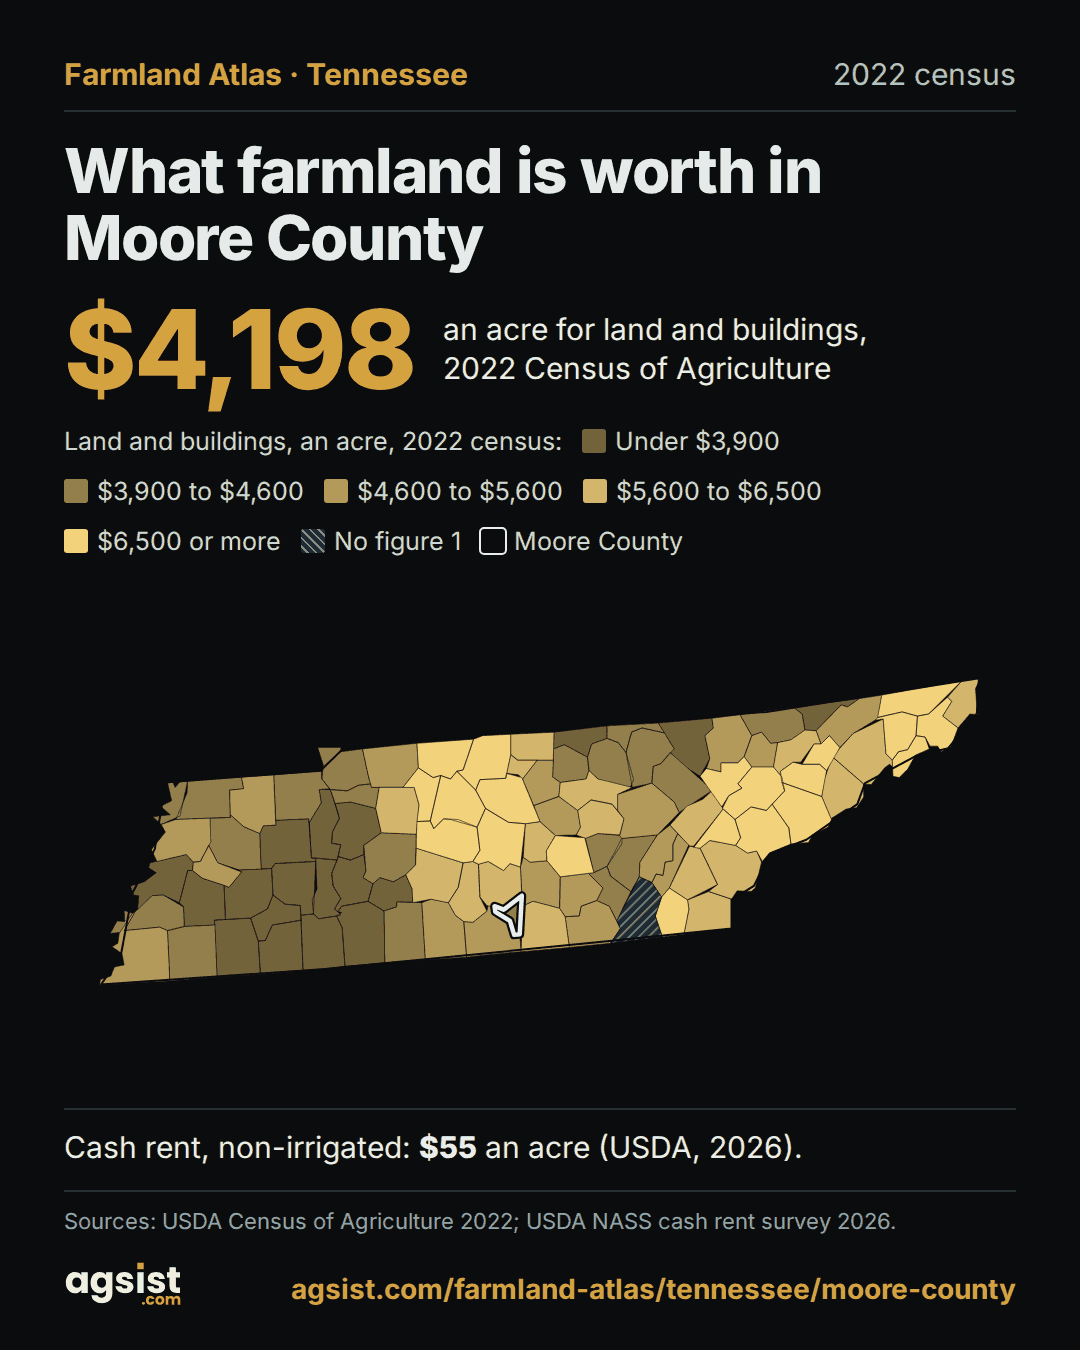 Farmland Atlas · Tennessee
2022 census
What farmland is worth in
Moore County
$4,198
an acre for land and buildings,
2022 Census of Agriculture
Land and buildings, an acre, 2022 census: Under $3,900
$3,900 to $4,600 $4,600 to $5,600 $5,600 to $6,500
$6,500 or more No figure 1 Moore County
Cash rent, non-irrigated: $55 an acre (USDA, 2026).
Sources: USDA Census of Agriculture 2022; USDA NASS cash rent survey 2026.
agsist
.com
agsist.com/farmland-atlas/tennessee/moore-county